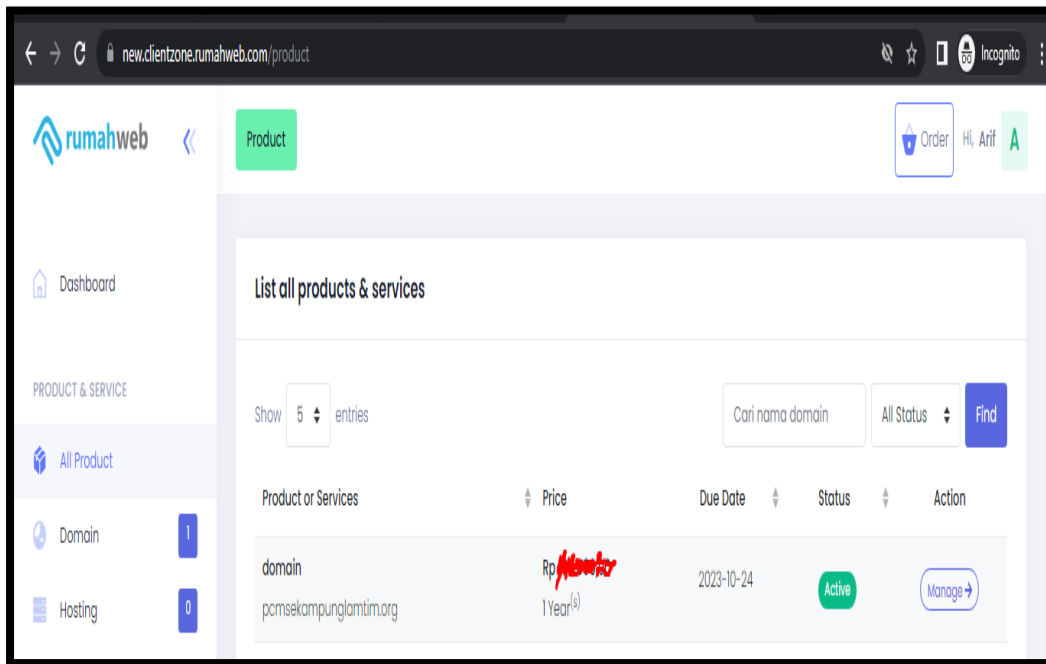 new.clientzone.rumahweb.com/product
Incognito
rumahweb
Product
Order
Hi, Arif
A
Dashboard
List all products & services
PRODUCT & SERVICE
Show 5 entries
Cari nama domain
All Status
Find
All Product
Product or Services Price Due Date Status Action
Domain 1
domain Rp 2023-10-24 Active Manage
pcmsekampunglamtim.org 1 Year(s)
Hosting 0